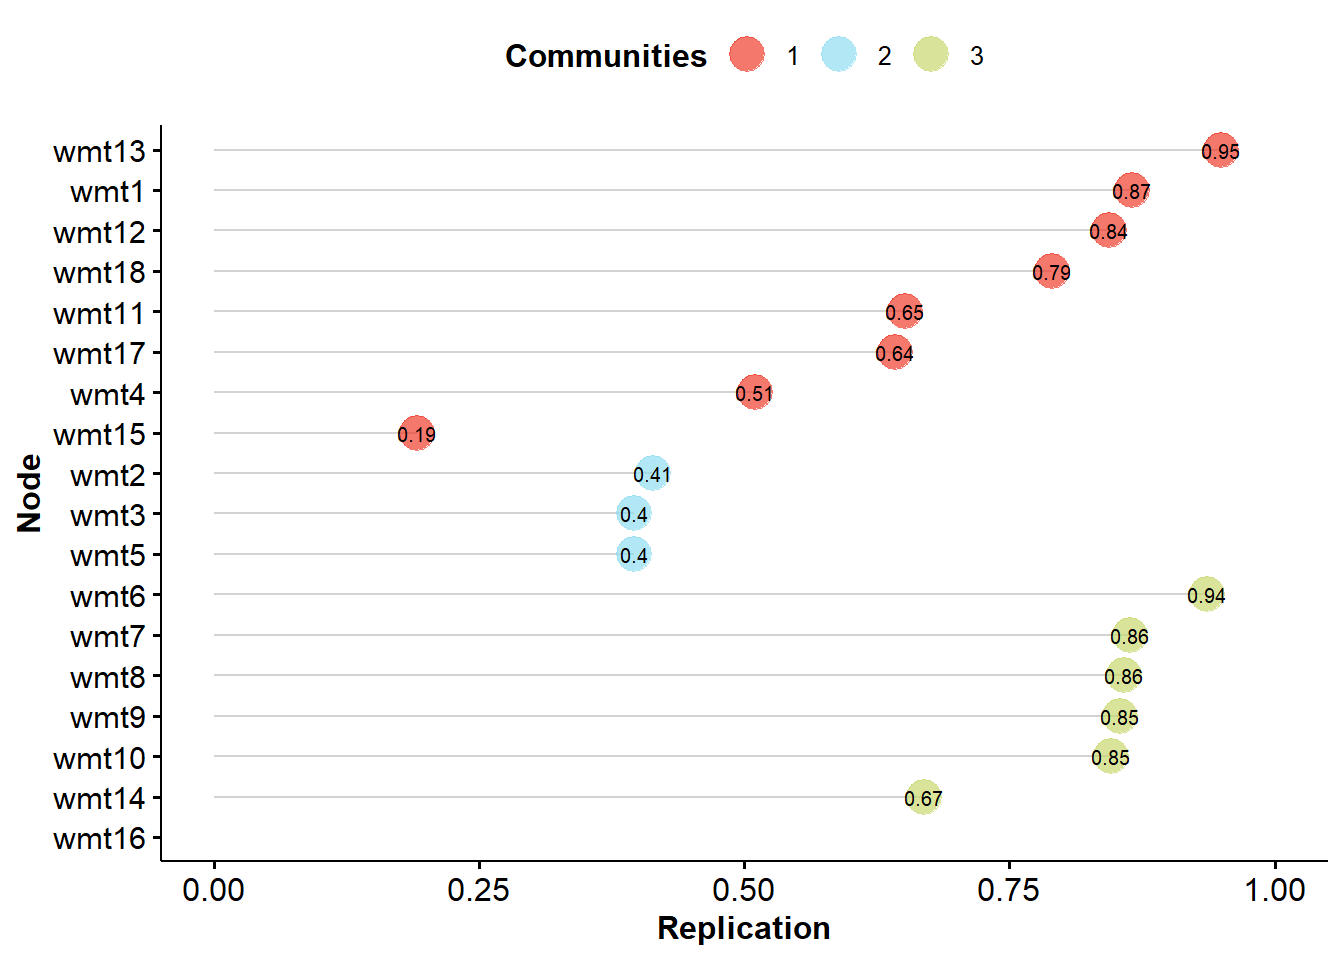 Communities 1 2 3
wmt13 0.95
wmt1 0.87
wmt12 0.84
wmt18 0.79
wmt11 0.65
wmt17 0.64
wmt4 0.51
wmt15 0.19
wmt2 0.41
wmt3 0.4
wmt5 0.4
wmt6 0.94
wmt7 0.86
wmt8 0.86
wmt9 0.85
wmt10 0.85
wmt14 0.67
wmt16
Node
0.00 0.25 0.50 0.75 1.00
Replication